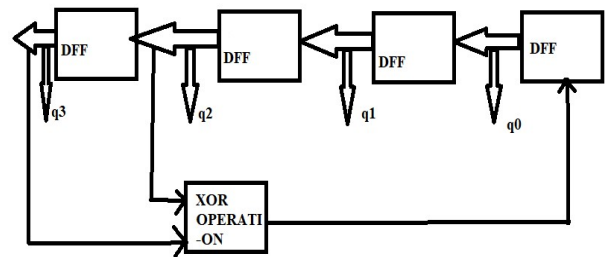 DFF
DFF
DFF
DFF
q3
q2
q1
q0
XOR
OPERATI
-ON